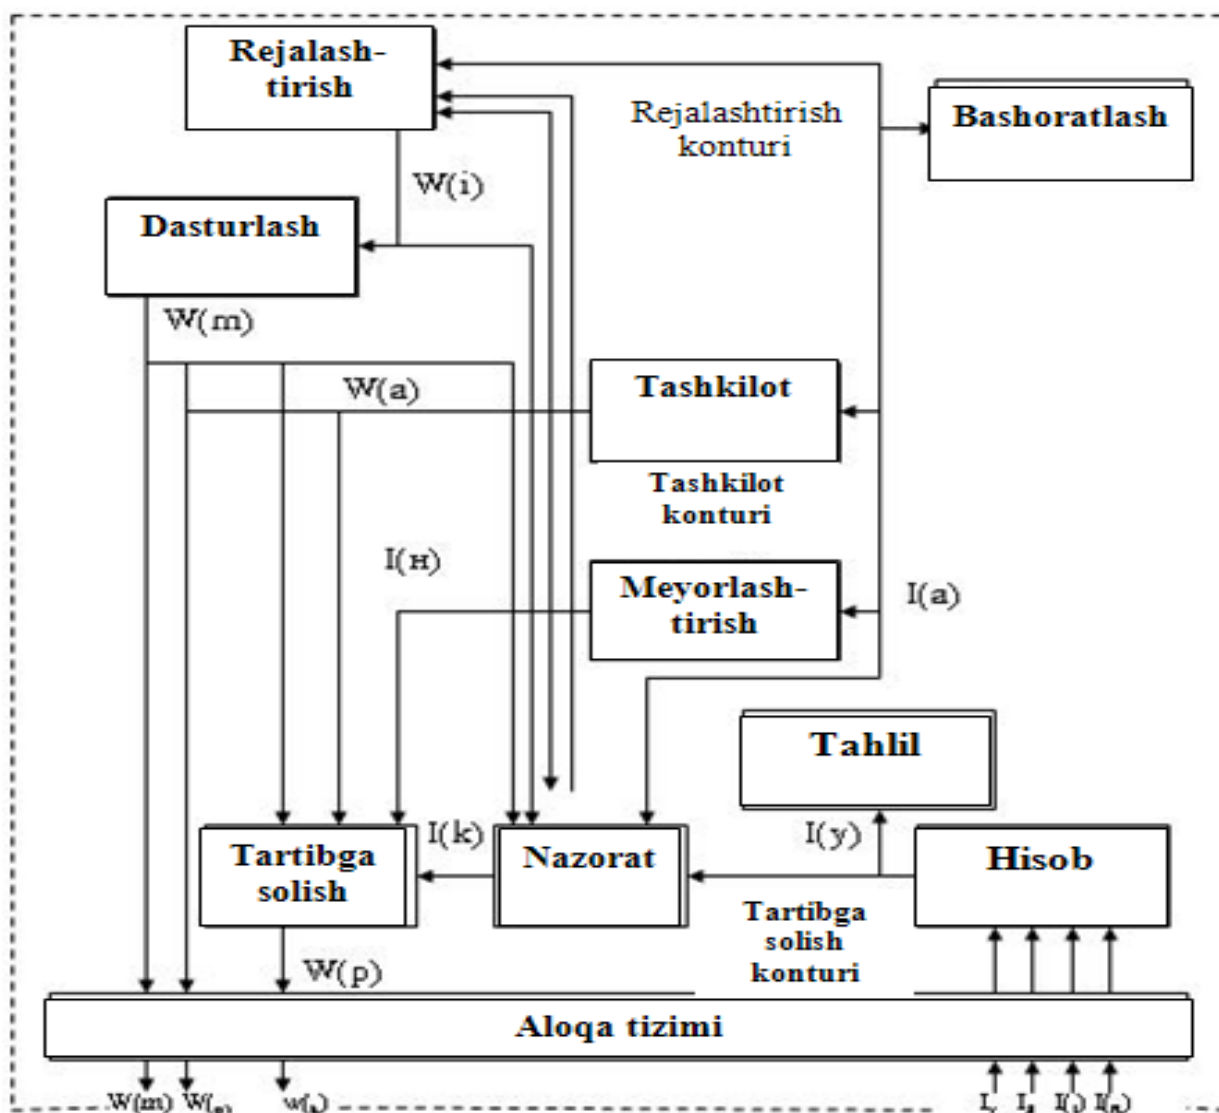 Rejalash-
tirish
Rejalashtirish
konturi
Bashoratlash
W(i)
Dasturlash
W(m)
W(a)
Tashkilot
Tashkilot
konturi
I(н)
Meyorlash-
tirish
I(a)
Tahlil
Tartibga
solish
I(k)
Nazorat
I(y)
Hisob
Tartibga
solish
konturi
W(p)
Aloqa tizimi
W(m)